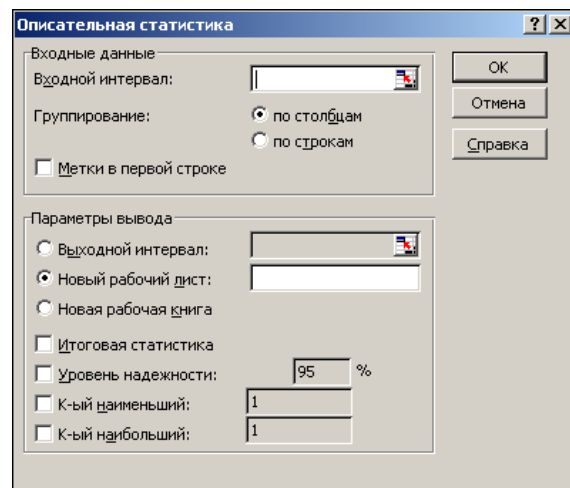 Описательная статистика
Входные данные
Входной интервал:
Группирование:
по столбцам
по строкам
Метки в первой строке
OK
Отмена
Справка
Параметры вывода
Выходной интервал:
Новый рабочий лист:
Новая рабочая книга
Итоговая статистика
Уровень надежности: 95 %
К-ый наименьший: 1
К-ый наибольший: 1